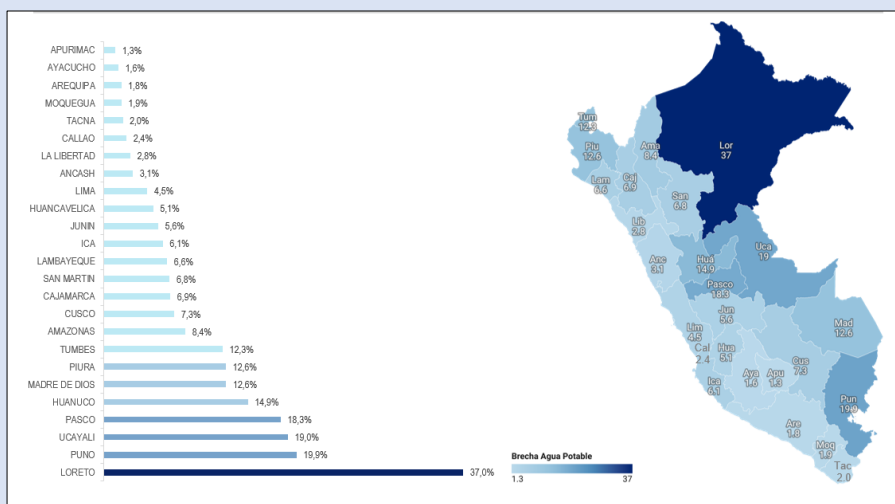 APURIMAC 1,3%
AYACUCHO 1,6%
AREQUIPA 1,8%
MOQUEGUA 1,9%
TACNA 2,0%
CALLAO 2,4%
LA LIBERTAD 2,8%
ANCASH 3,1%
LIMA 4,5%
HUANCAVELICA 5,1%
JUNIN 5,6%
ICA 6,1%
LAMBAYEQUE 6,6%
SAN MARTIN 6,8%
CAJAMARCA 6,9%
CUSCO 7,3%
AMAZONAS 8,4%
TUMBES 12,3%
PIURA 12,6%
MADRE DE DIOS 12,6%
HUANUCO 14,9%
PASCO 18,3%
UCAYALI 19,0%
PUNO 19,9%
LORETO 37,0%
Tum
12.3
Piu
12.6
Ama
8.4
Lor
37
Lam
6.6
Caj
6.9
San
6.8
Lib
2.8
Anc
3.1
Hua
14.9
Uca
19
Pasco
18.3
Jun
5.6
Lim
4.5
Cal
2.4
Hua
5.1
Mad
12.6
Ica
6.1
Aya
1.6
Apu
1.3
Cus
7.3
Pun
19.9
Are
1.8
Moq
1.9
Tac
2.0
Brecha Agua Potable
1.3 37